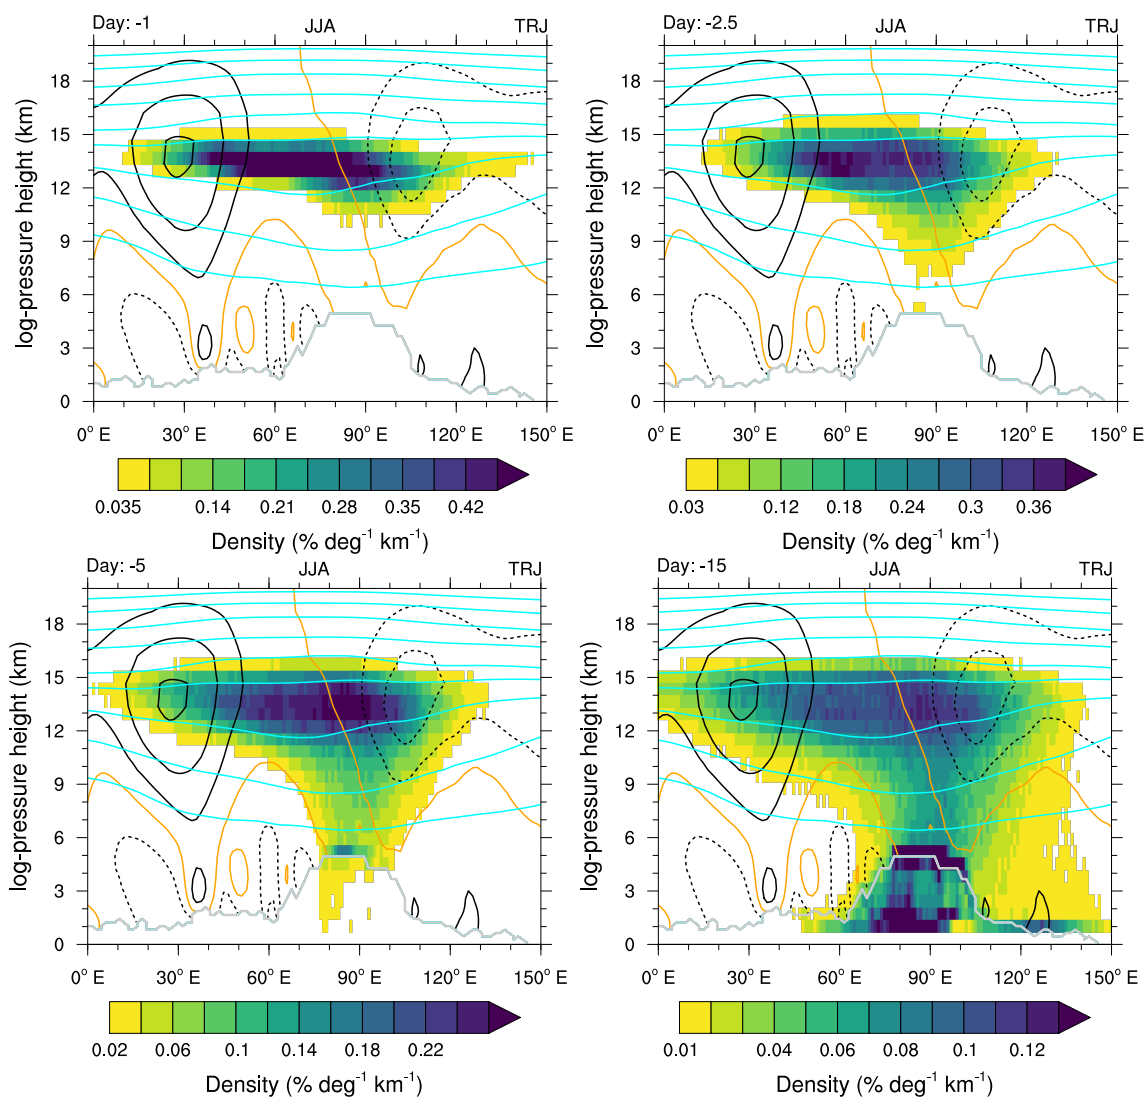 Day: -1 JJA TRJ
18
15
12
9
6
3
0
log-pressure height (km)
0° E 30° E 60° E 90° E 120° E 150° E
0.035 0.14 0.21 0.28 0.35 0.42
Density (% deg⁻¹ km⁻¹)
Day: -2.5 JJA TRJ
18
15
12
9
6
3
0
log-pressure height (km)
0° E 30° E 60° E 90° E 120° E 150° E
0.03 0.12 0.18 0.24 0.3 0.36
Density (% deg⁻¹ km⁻¹)
Day: -5 JJA TRJ
18
15
12
9
6
3
0
log-pressure height (km)
0° E 30° E 60° E 90° E 120° E 150° E
0.02 0.06 0.1 0.14 0.18 0.22
Density (% deg⁻¹ km⁻¹)
Day: -15 JJA TRJ
18
15
12
9
6
3
0
log-pressure height (km)
0° E 30° E 60° E 90° E 120° E 150° E
0.01 0.04 0.06 0.08 0.1 0.12
Density (% deg⁻¹ km⁻¹)